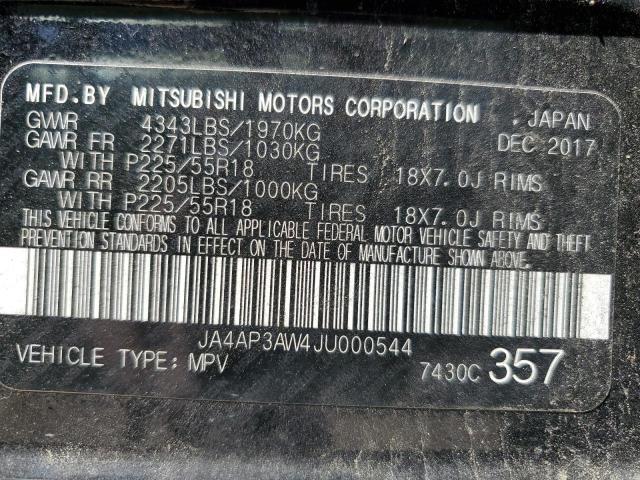 MFD.BY MITSUBISHI MOTORS CORPORATION , JAPAN
GWVR 4343LBS/1970KG DEC 2017
GAWR FR 2271LBS/1030KG
WITH P225/55R18 TIRES 18X7.0J RIMS
GAWR RR 2205LBS/1000KG
WITH P225/55R18 TIRES 18X7.0J RIMS
THIS VEHICLE CONFORMS TO ALL APPLICABLE FEDERAL MOTOR VEHICLE SAFETY AND THEFT
PREVENTION STANDARDS IN EFFECT ON THE DATE OF MANUFACTURE SHOWN ABOVE.
JA4AP3AW4JU000544
VEHICLE TYPE: MPV 7430C 357